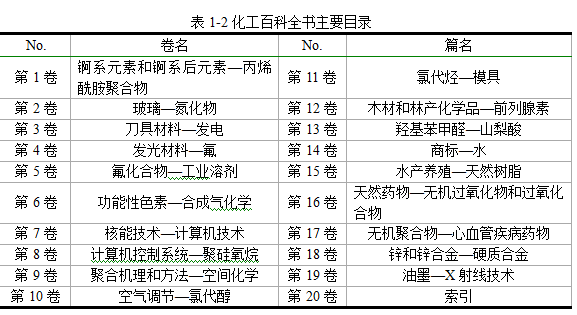 表 1-2 化工百科全书主要目录
No. 卷名 No. 篇名
第 1 卷 锕系元素和锕系后元素—丙烯酰胺聚合物 第 11 卷 氯代烃—模具
第 2 卷 玻璃—氮化物 第 12 卷 木材和林产化学品—前列腺素
第 3 卷 刀具材料—发电 第 13 卷 羟基苯甲醛—山梨酸
第 4 卷 发光材料—氟 第 14 卷 商标—水
第 5 卷 氟化合物—工业溶剂 第 15 卷 水产养殖—天然树脂
第 6 卷 功能性色素—合成气化学 第 16 卷 天然药物—无机过氧化物和过氧化合物
第 7 卷 核能技术—计算机技术 第 17 卷 无机聚合物—心血管疾病药物
第 8 卷 计算机控制系统—聚硅氧烷 第 18 卷 锌和锌合金—硬质合金
第 9 卷 聚合机理和方法—空间化学 第 19 卷 油墨—X 射线技术
第 10 卷 空气调节—氯代醇 第 20 卷 索引